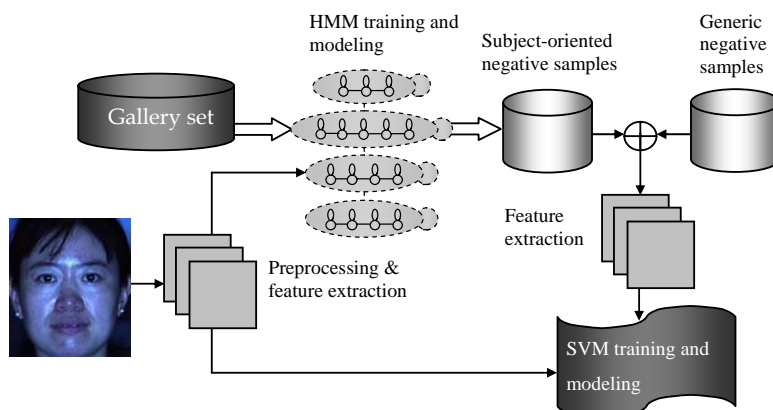 HMM training and
modeling
Subject-oriented
negative samples
Generic
negative
samples
Gallery set
Feature
extraction
Preprocessing &
feature extraction
SVM training and
modeling